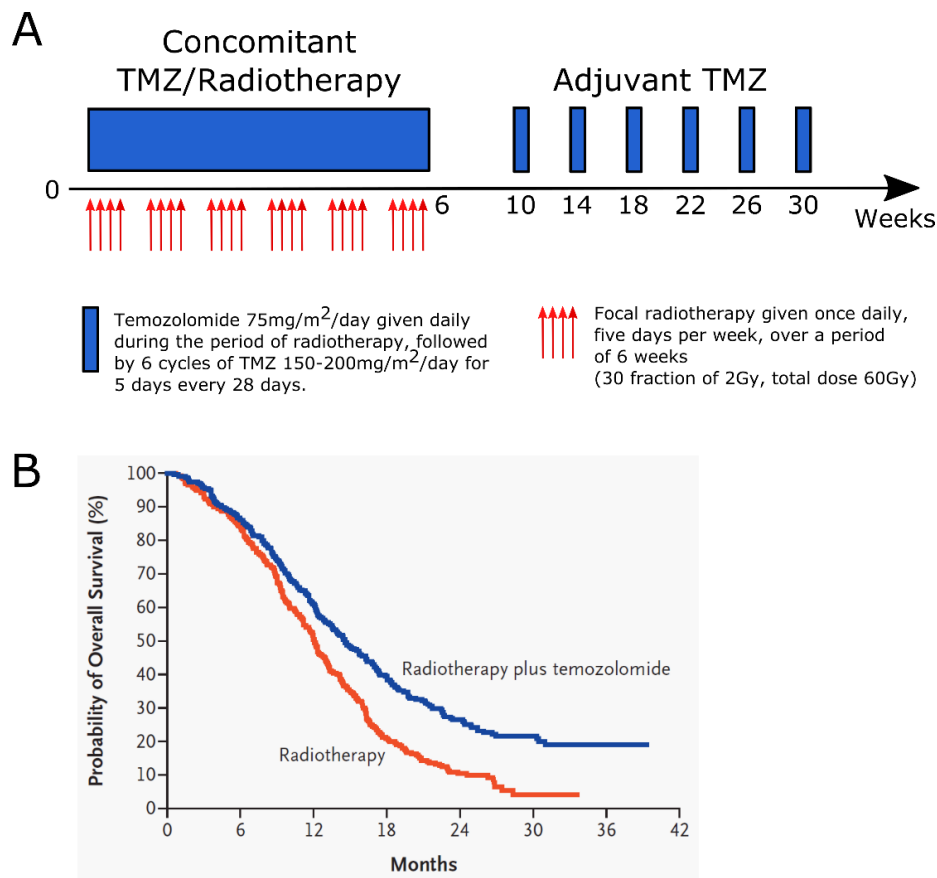 A
Concomitant
TMZ/Radiotherapy
Adjuvant TMZ
0
6
10
14
18
22
26
30
Weeks
Temozolomide 75mg/m²/day given daily
during the period of radiotherapy, followed
by 6 cycles of TMZ 150-200mg/m²/day for
5 days every 28 days.
Focal radiotherapy given once daily,
five days per week, over a period
of 6 weeks
(30 fraction of 2Gy, total dose 60Gy)
B
Probability of Overall Survival (%)
100
90
80
70
60
50
40
30
20
10
0
Radiotherapy plus temozolomide
Radiotherapy
0
6
12
18
24
30
36
42
Months